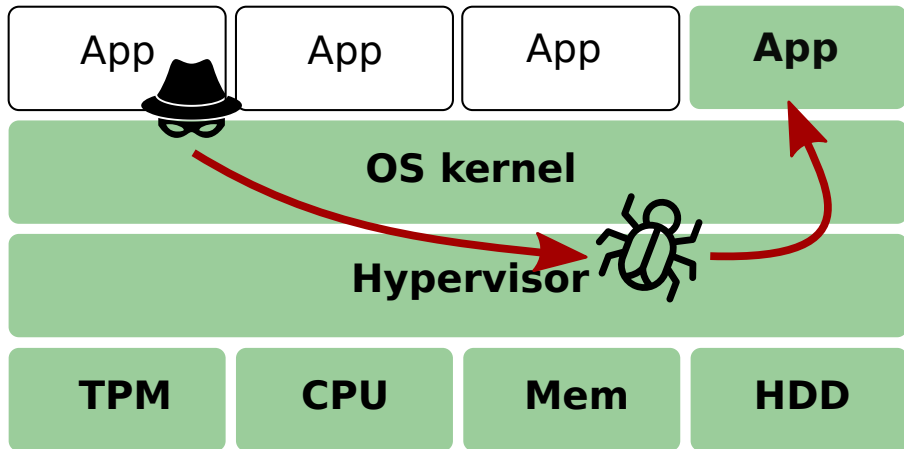 App
App
App
App
OS kernel
Hypervisor
TPM
CPU
Mem
HDD